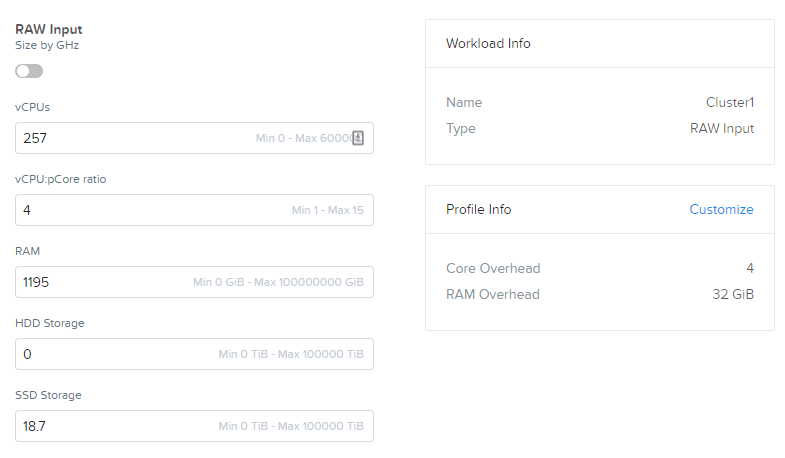 RAW Input
Size by GHz
vCPUs
257 Min 0 - Max 60000
vCPU:pCore ratio
4 Min 1 - Max 15
RAM
1195 Min 0 GiB - Max 100000000 GiB
HDD Storage
0 Min 0 TiB - Max 100000 TiB
SSD Storage
18.7 Min 0 TiB - Max 100000 TiB
Workload Info
Name Cluster1
Type RAW Input
Profile Info Customize
Core Overhead 4
RAM Overhead 32 GiB